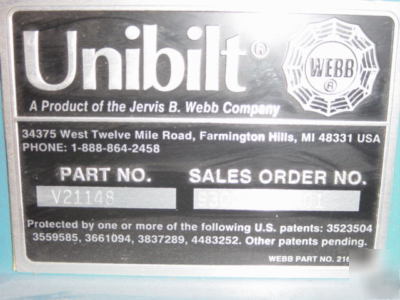 Unibilt®
WEBB
®
A Product of the Jervis B. Webb Company
34375 West Twelve Mile Road, Farmington Hills, MI 48331 USA
PHONE: 1-888-864-2458
PART NO. SALES ORDER NO.
V21148
Protected by one or more of the following U.S. patents: 3523504
3559585, 3661094, 3837289, 4483252. Other patents pending.
WEBB PART NO.